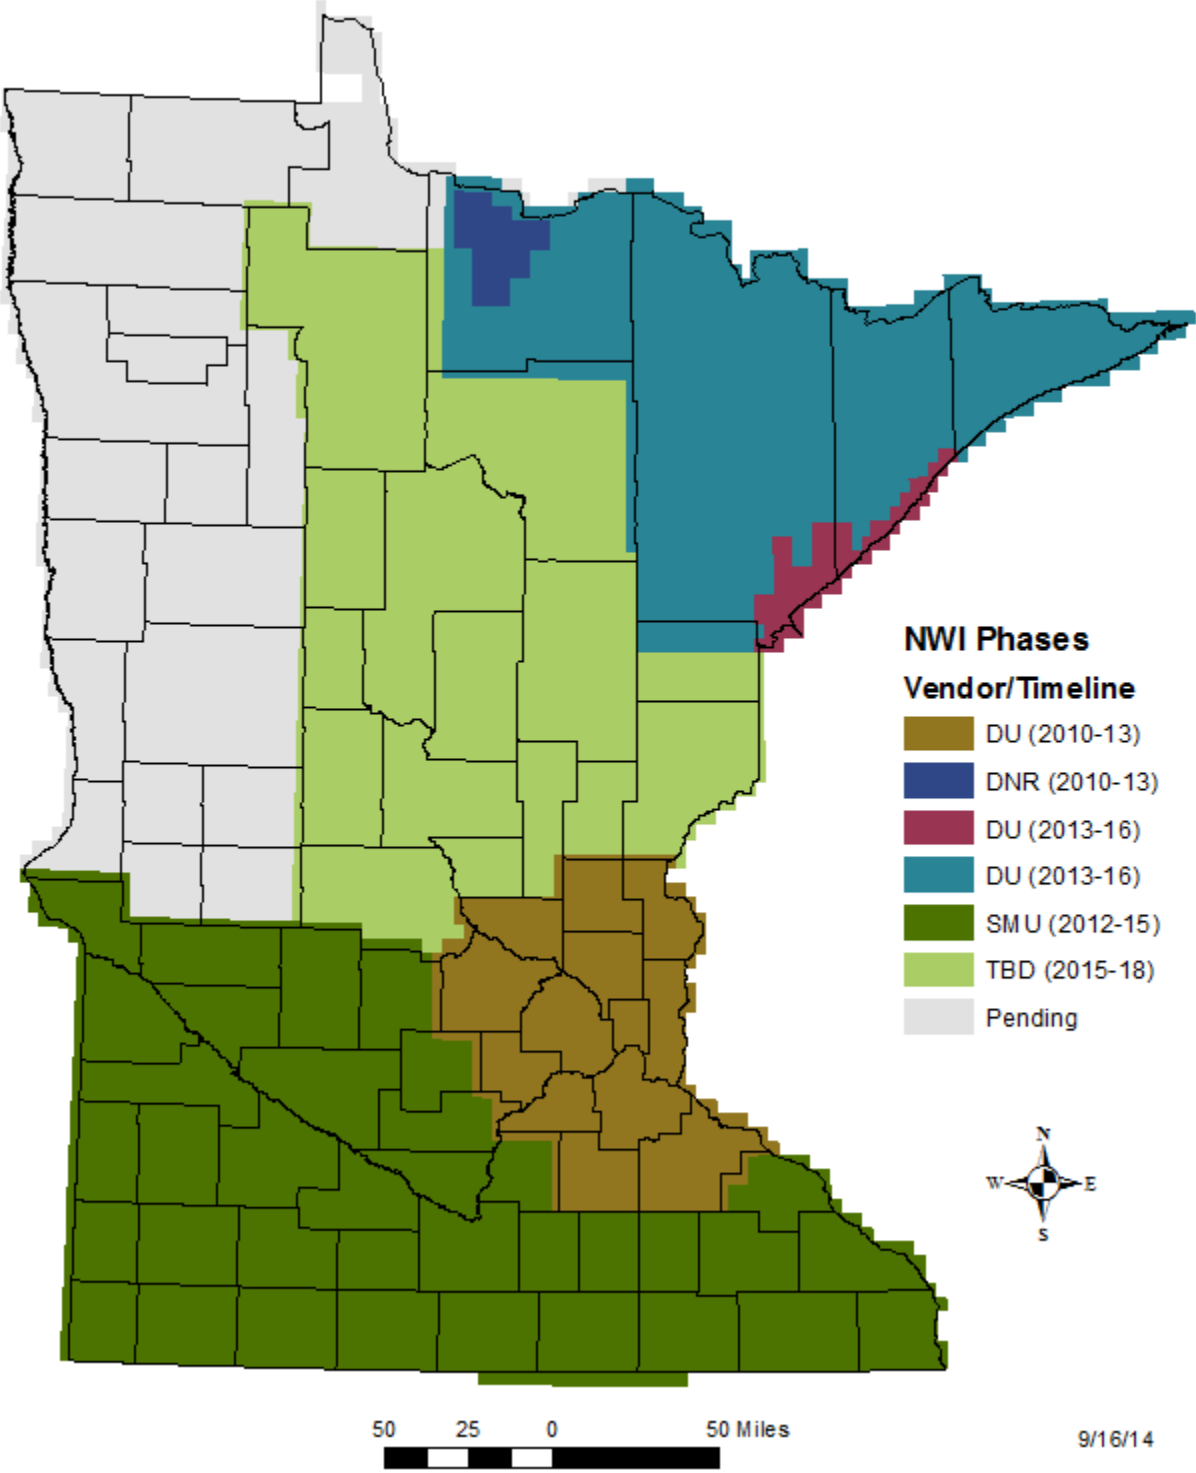 NWI Phases
Vendor/Timeline
DU (2010-13)
DNR (2010-13)
DU (2013-16)
DU (2013-16)
SMU (2012-15)
TBD (2015-18)
Pending
N
W E
S
50 25 0 50 Miles
9/16/14